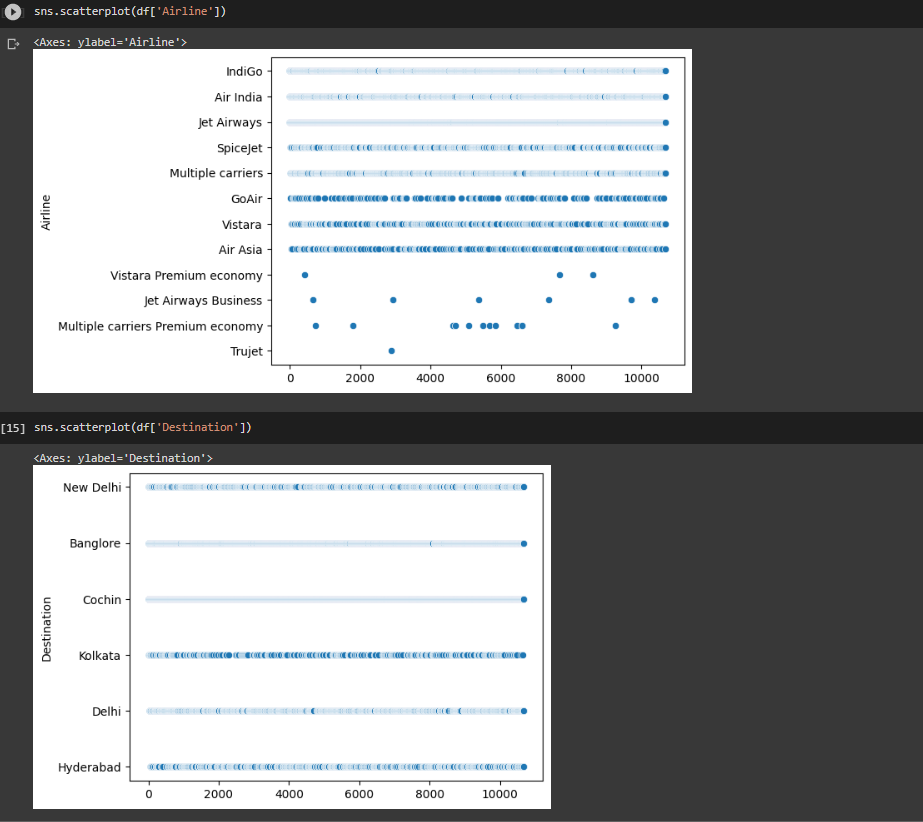 sns.scatterplot(df['Airline'])
<Axes: ylabel='Airline'>
IndiGo
Air India
Jet Airways
SpiceJet
Multiple carriers
GoAir
Vistara
Air Asia
Vistara Premium economy
Jet Airways Business
Multiple carriers Premium economy
Trujet
Airline
0 2000 4000 6000 8000 10000
[15] sns.scatterplot(df['Destination'])
<Axes: ylabel='Destination'>
New Delhi
Banglore
Cochin
Kolkata
Delhi
Hyderabad
Destination
0 2000 4000 6000 8000 10000